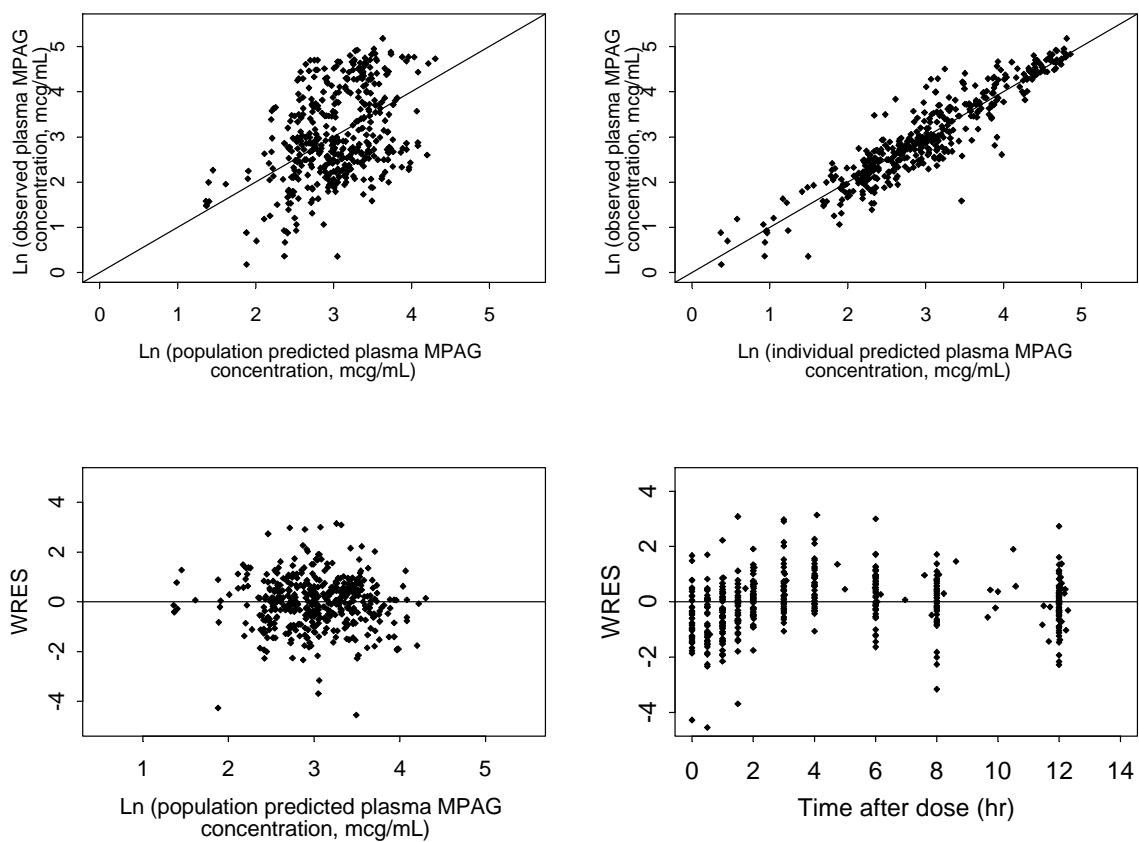 Ln (observed plasma MPAG
concentration, mcg/mL)
5
4
3
2
1
0
0 1 2 3 4 5
Ln (population predicted plasma MPAG
concentration, mcg/mL)
Ln (observed plasma MPAG
concentration, mcg/mL)
5
4
3
2
1
0
0 1 2 3 4 5
Ln (individual predicted plasma MPAG
concentration, mcg/mL)
WRES
4
2
0
-2
-4
1 2 3 4 5
Ln (population predicted plasma MPAG
concentration, mcg/mL)
WRES
4
2
0
-2
-4
0 2 4 6 8 10 12 14
Time after dose (hr)